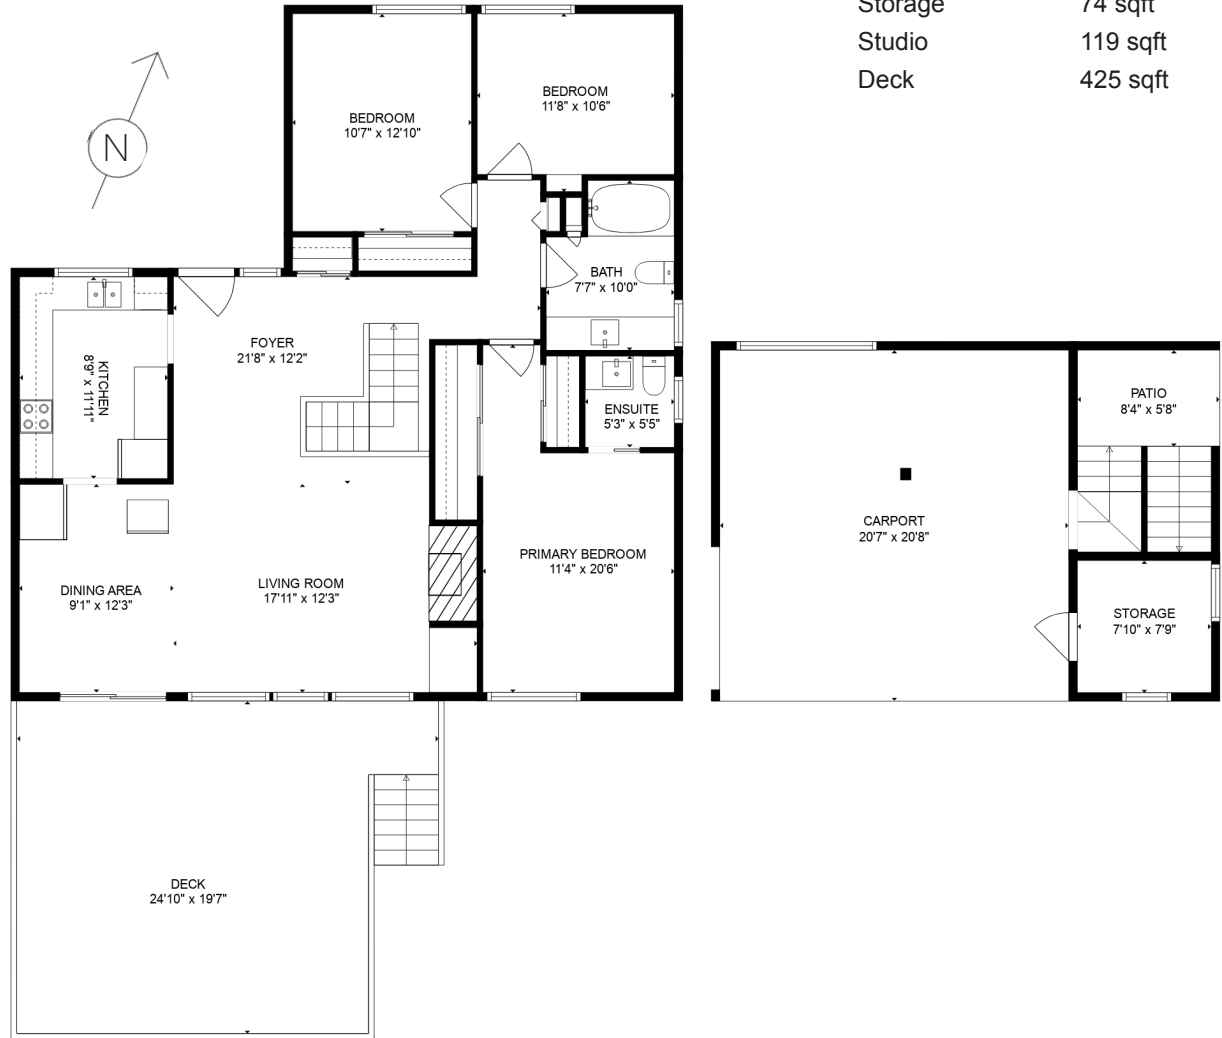 Storage 74 sqft
Studio 119 sqft
Deck 425 sqft
N
BEDROOM
10'7" x 12'10"
BEDROOM
11'8" x 10'6"
BATH
7'7" x 10'0"
FOYER
21'8" x 12'2"
KITCHEN
8'9" x 11'11"
ENSUITE
5'3" x 5'5"
PATIO
8'4" x 5'8"
CARPORT
20'7" x 20'8"
PRIMARY BEDROOM
11'4" x 20'6"
LIVING ROOM
17'11" x 12'3"
DINING AREA
9'1" x 12'3"
STORAGE
7'10" x 7'9"
DECK
24'10" x 19'7"